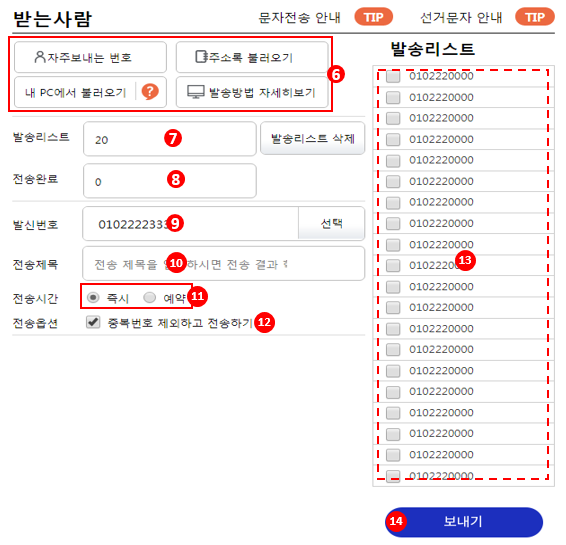 받는사람
문자전송 안내 TIP 선거문자 안내 TIP
자주보내는 번호 주소록 불러오기
내 PC에서 불러오기 ? 발송방법 자세히보기
6
발송리스트 20 7 발송리스트 삭제
전송완료 0 8
발신번호 010222233 9 선택
전송제목 전송 제목을 10 하시면 전송 결과
전송시간 즉시 예약 11
전송옵션 중복번호 제외하고 전송하기 12
발송리스트
0102220000
0102220000
0102220000
0102220000
0102220000
0102220000
0102220000
0102220000
0102220000
010222 13
0102220000
0102220000
0102220000
0102220000
0102220000
0102220000
0102220000
0102220000
0102220000
0102220000
14 보내기